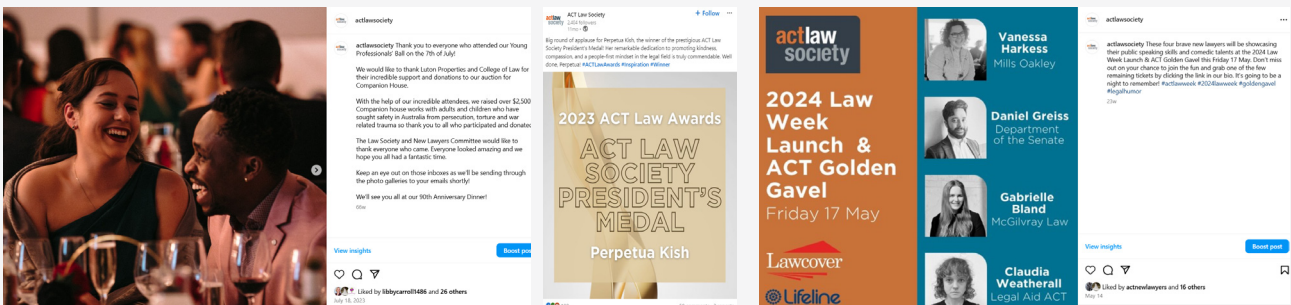 actlawsociety
actlawsociety Thank you to everyone who attended our Young
Professionals' Ball on the 7th of July!
We would like to thank Luton Properties and College of Law for
their incredible support and donations to our auction for
Companion House.
With the help of our incredible attendees, we raised over $2,500
Companion house works with adults and children who have
sought safety in Australia from persecution, torture and war
related trauma so thank you to all who participated and donated
The Law Society and New Lawyers Committee would like to
thank everyone who came. Everyone looked amazing and we
hope you all had a fantastic time.
Keep an eye out on those inboxes as we'll be sending through
the photo galleries to your emails shortly!
We'll see you all at our 90th Anniversary Dinner!
66w
View insights
Boost pos
Liked by libbycarroll1486 and 26 others
July 18, 2023
actlaw
society
ACT Law Society
+ Follow
Big round of applause for Perpetua Kish, the winner of the prestigious ACT Law
Society President's Medal! Her remarkable dedication to promoting kindness,
compassion, and a people-first mindset in the legal field is truly commendable. Well
done, Perpetua! #ACTLawAwards #Inspiration #Winner
2023 ACT Law Awards
ACT LAW
SOCIETY
PRESIDENT'S
MEDAL
Perpetua Kish
actlaw
society
2024 Law
Week
Launch &
ACT Golden
Gavel
Friday 17 May
Lawcover
Lifeline
Vanessa
Harkess
Mills Oakley
Daniel Greiss
Department
of the Senate
Gabrielle
Bland
McGilvray Law
Claudia
Weatherall
Legal Aid ACT
actlawsociety
actlawsociety These four brave new lawyers will be showcasing
their public speaking skills and comedic talents at the 2024 Law
Week Launch & ACT Golden Gavel this Friday 17 May. Don't miss
out on your chance to join the fun and grab one of the few
remaining tickets by clicking the link in our bio. It's going to be a
night to remember! #actlawweek #2024lawweek #goldengavel
#legalhumor
23w
View insights
Boost post
Liked by actnewlawyers and 16 others
May 14